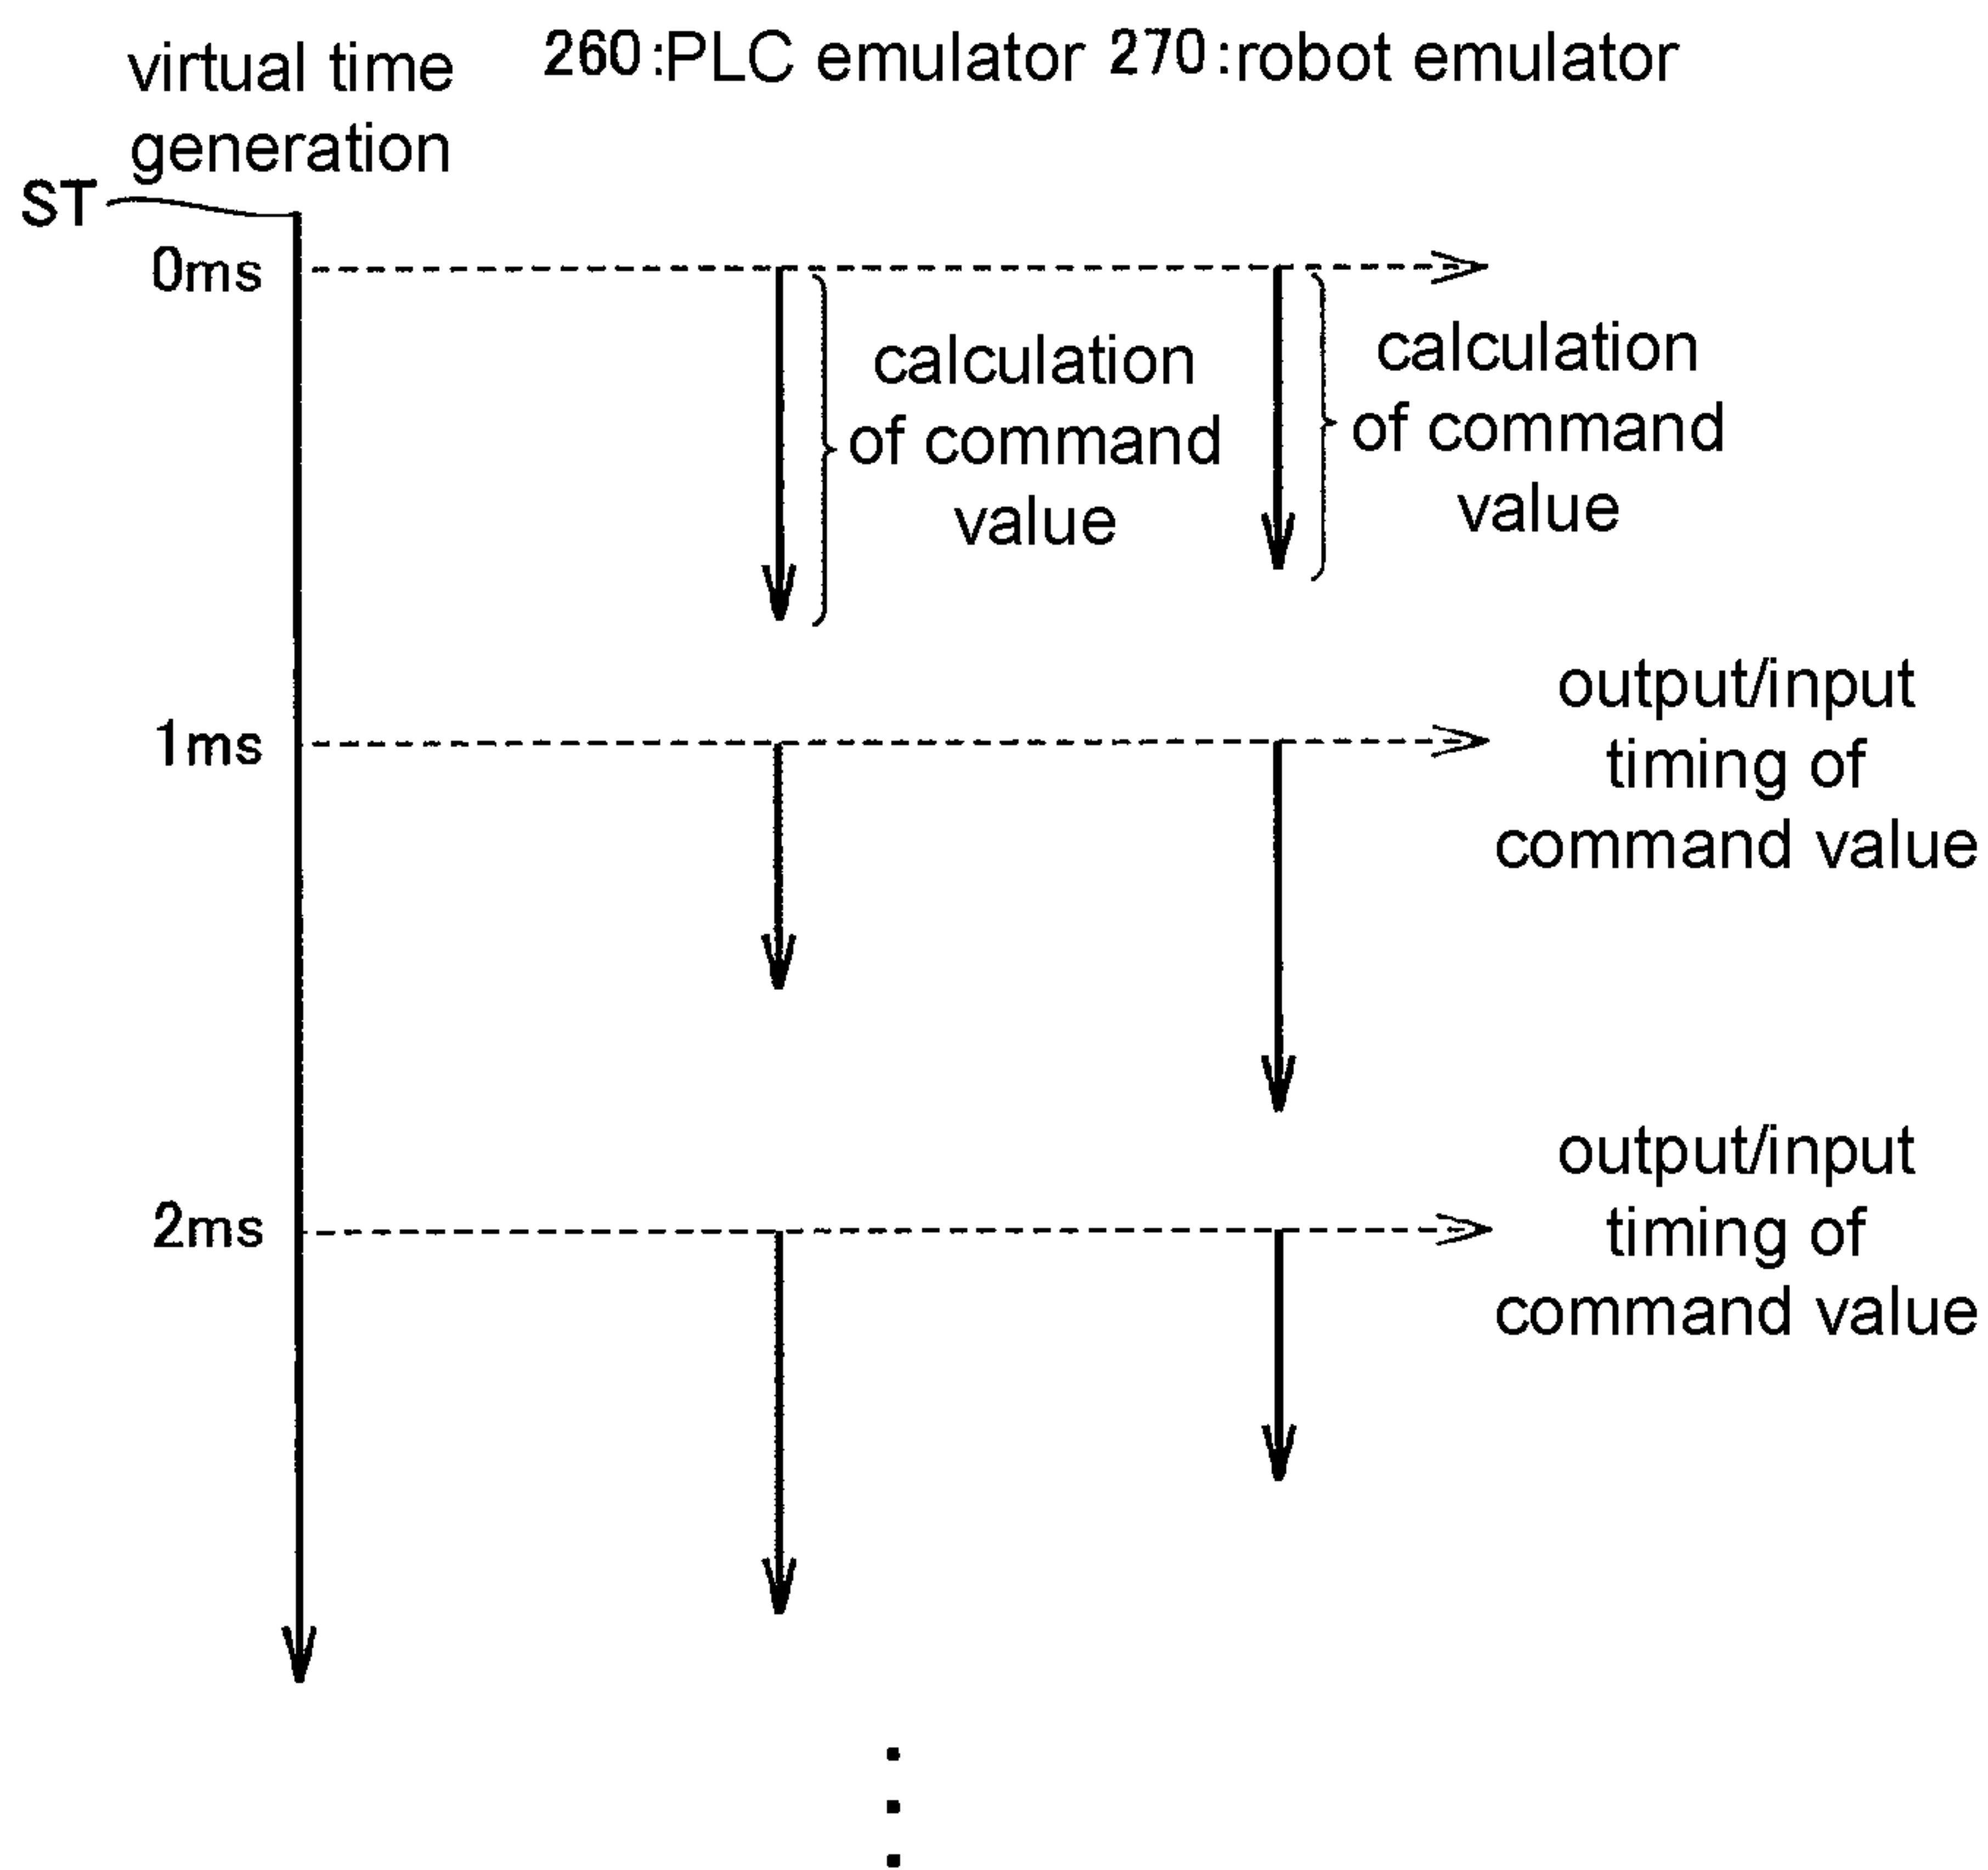 virtual time
generation
260:PLC emulator 270:robot emulator
ST
0ms
calculation
of command
value
calculation
of command
value
1ms
output/input
timing of
command value
2ms
output/input
timing of
command value